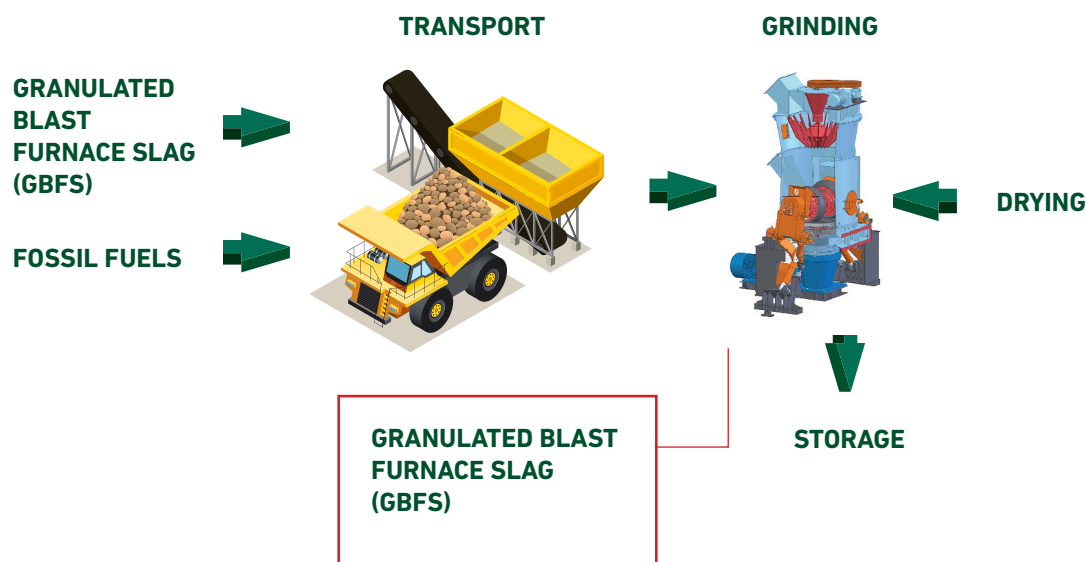 TRANSPORT
GRINDING
GRANULATED
BLAST
FURNACE SLAG
(GBFS)
FOSSIL FUELS
DRYING
STORAGE
GRANULATED BLAST
FURNACE SLAG
(GBFS)